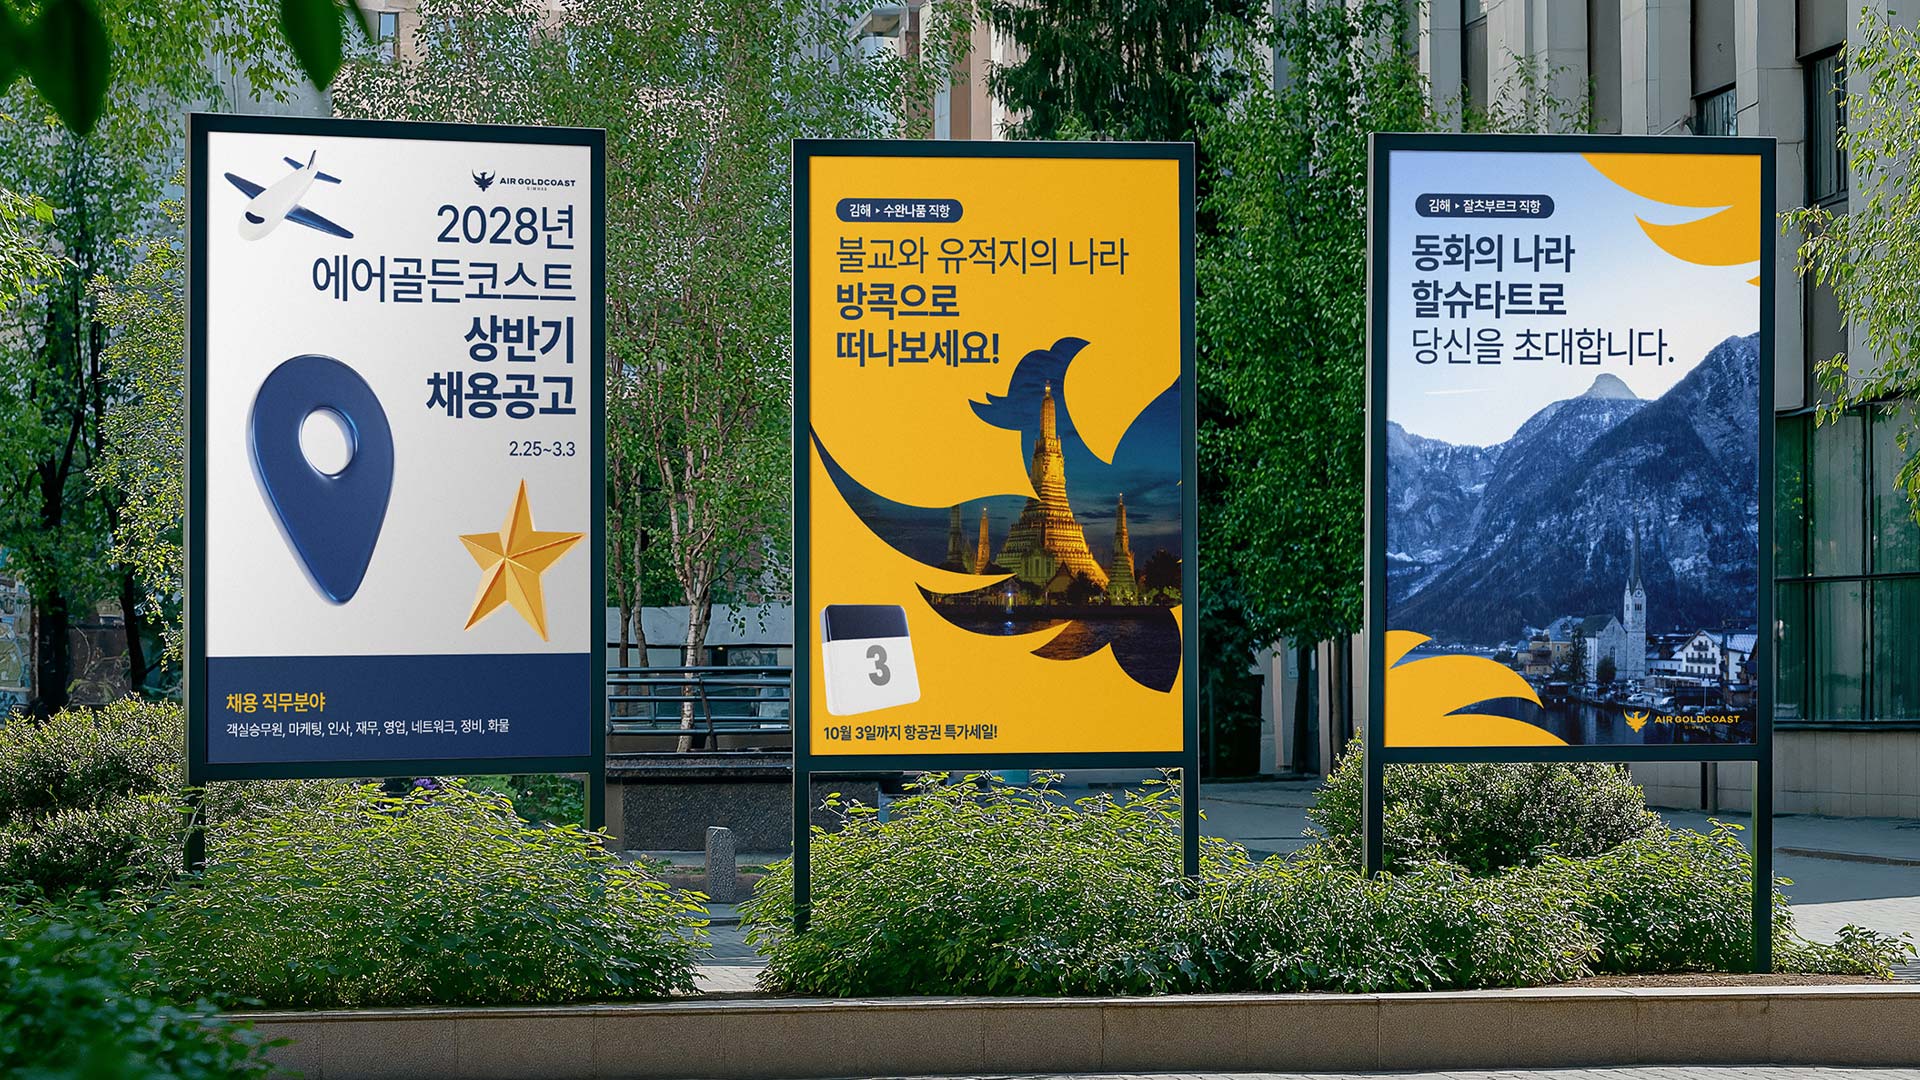 AIR GOLDCOAST
GIMHAE
2028년
에어골든코스트
상반기
채용공고
2.25~3.3
채용 직무분야
객실승무원, 마케팅, 인사, 재무, 영업, 네트워크, 정비, 화물
김해 ▸ 수완나품 직항
불교와 유적지의 나라
방콕으로
떠나보세요!
3
10월 3일까지 항공권 특가세일!
김해 ▸ 잘츠부르크 직항
동화의 나라
할슈타트로
당신을 초대합니다.
AIR GOLDCOAST
GIMHAE